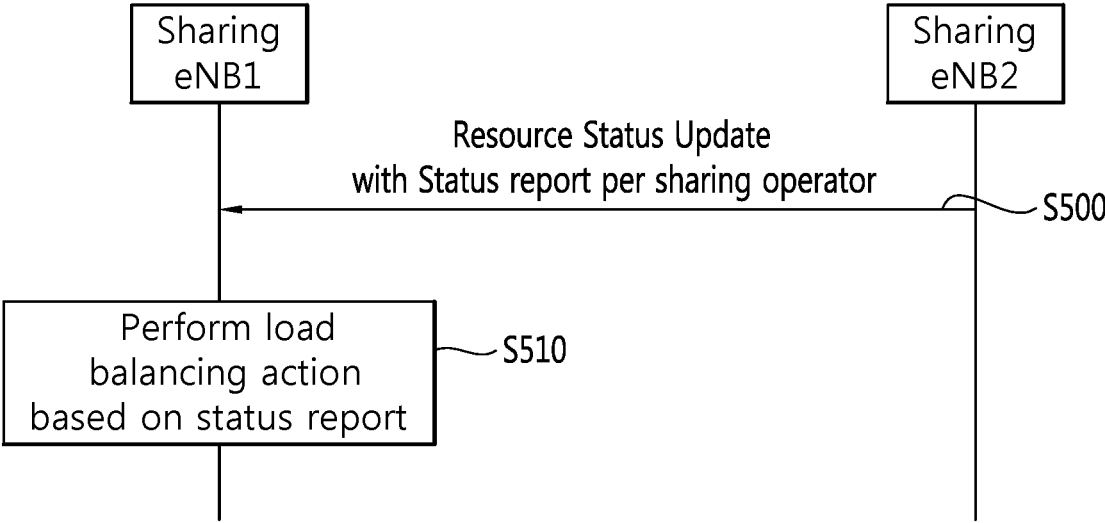 Sharing
eNB1
Sharing
eNB2
Resource Status Update
with Status report per sharing operator
S500
Perform load
balancing action
based on status report
S510